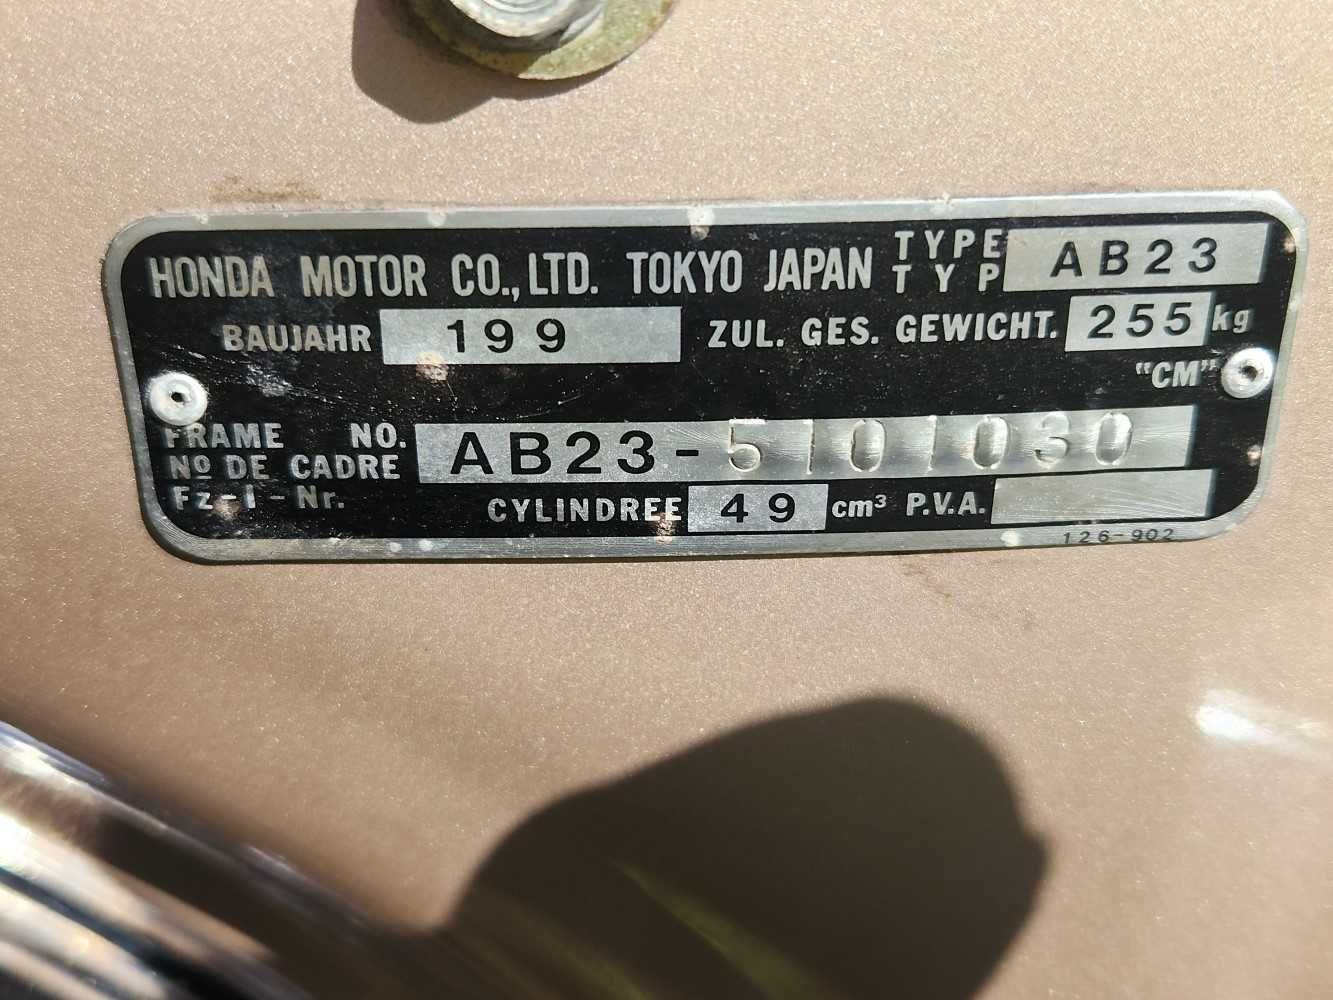 HONDA MOTOR CO., LTD. TOKYO JAPAN TYPE TYP AB23
BAUJAHR 199 ZUL. GES. GEWICHT. 255 kg
"CM"
FRAME NO.
Nº DE CADRE AB23-5101030
Fz-I-Nr.
CYLINDREE 49 cm³ P.V.A.
126-902